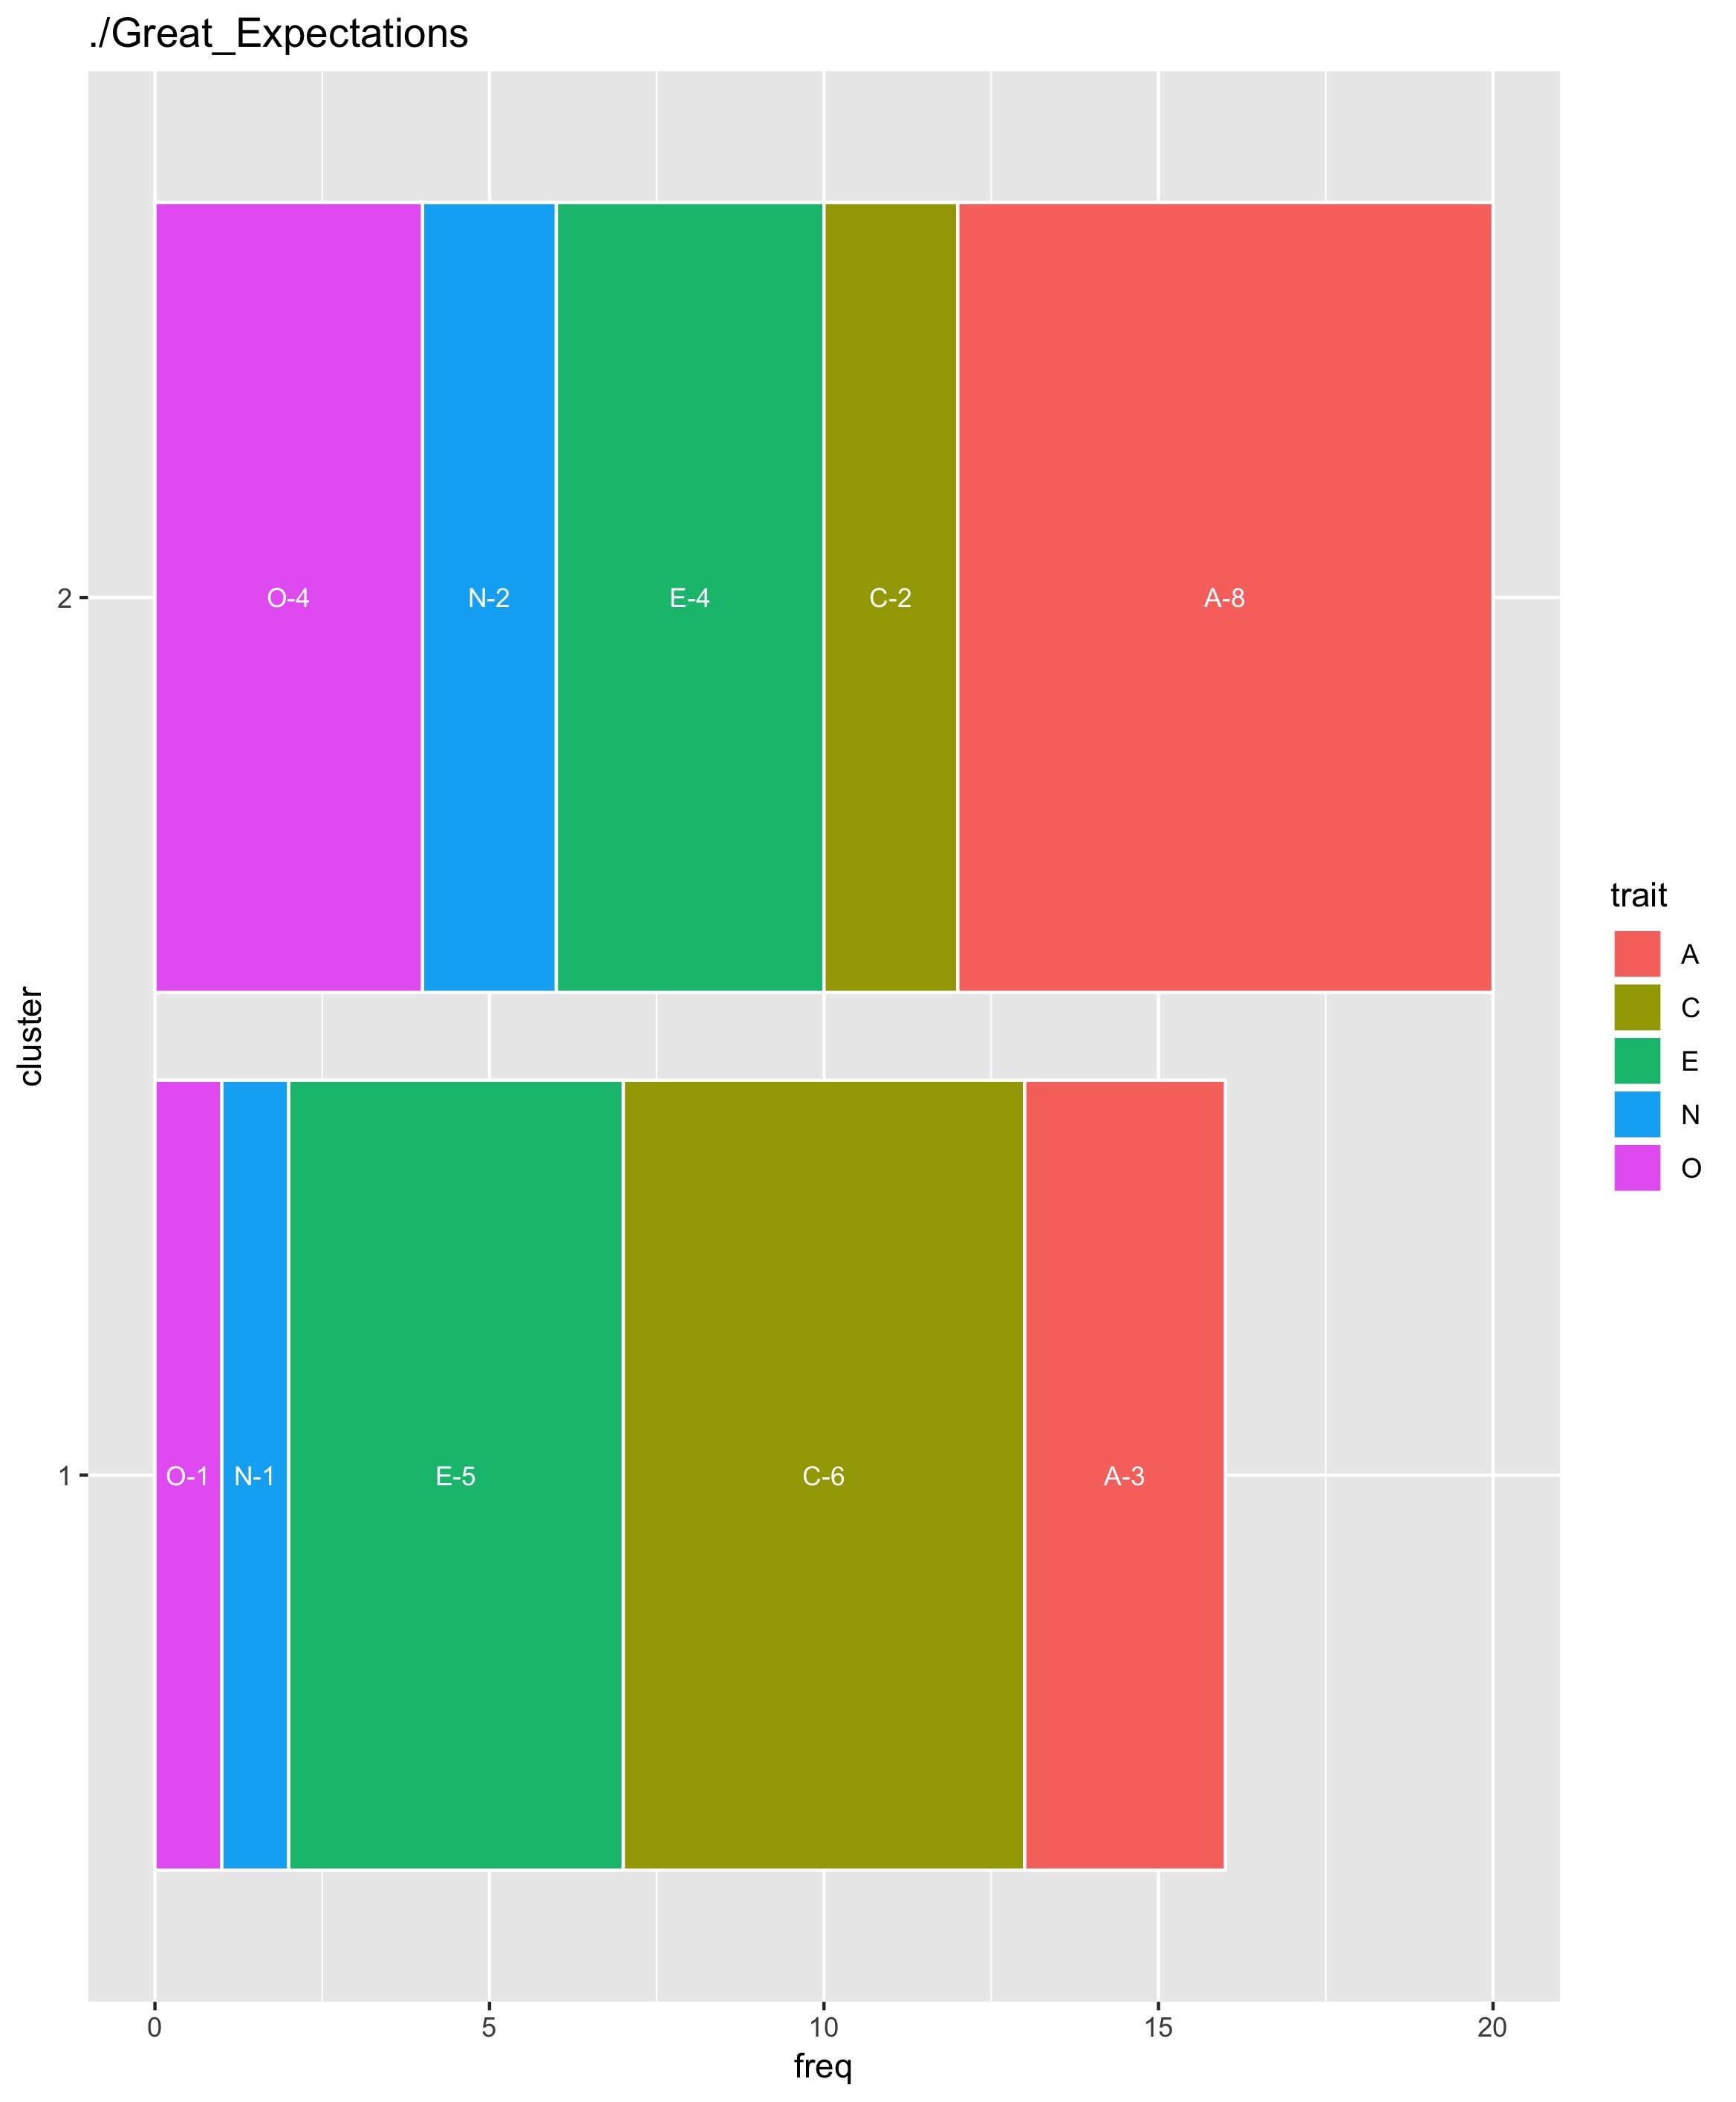 ./Great_Expectations
cluster
2
O-4 N-2 E-4 C-2 A-8
1
O-1 N-1 E-5 C-6 A-3
0 5 10 15 20
freq
trait
A
C
E
N
O